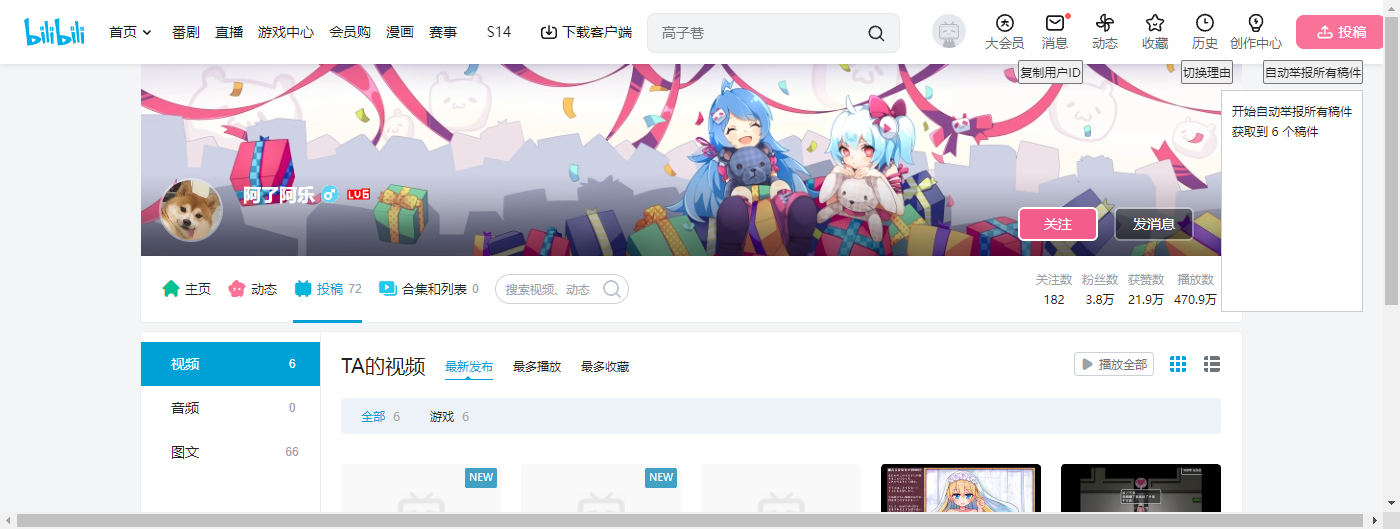 bilibili 首页 番剧 直播 游戏中心 会员购 漫画 赛事 S14 下载客户端 高子巷 大会员 消息 动态 收藏 历史 创作中心 投稿
复制用户ID 切换理由 自动举报所有稿件
开始自动举报所有稿件
获取到 6 个稿件
阿了阿乐 LV6
关注 发消息
主页 动态 投稿 72 合集和列表 0 搜索视频、动态
关注数 粉丝数 获赞数 播放数
182 3.8万 21.9万 470.9万
视频 6
音频 0
图文 66
TA的视频 最新发布 最多播放 最多收藏 播放全部
全部 6 游戏 6
NEW NEW